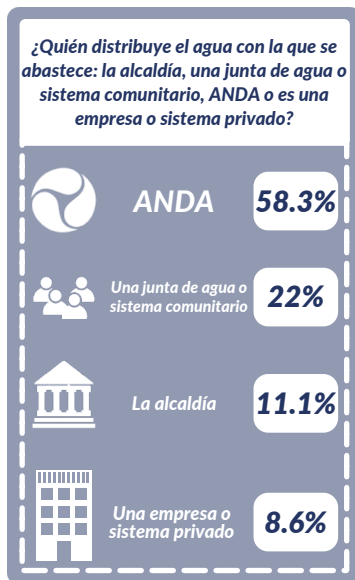 ¿Quién distribuye el agua con la que se
abastece: la alcaldía, una junta de agua o
sistema comunitario, ANDA o es una
empresa o sistema privado?
ANDA
58.3%
Una junta de agua o
sistema comunitario
22%
La alcaldía
11.1%
Una empresa o
sistema privado
8.6%